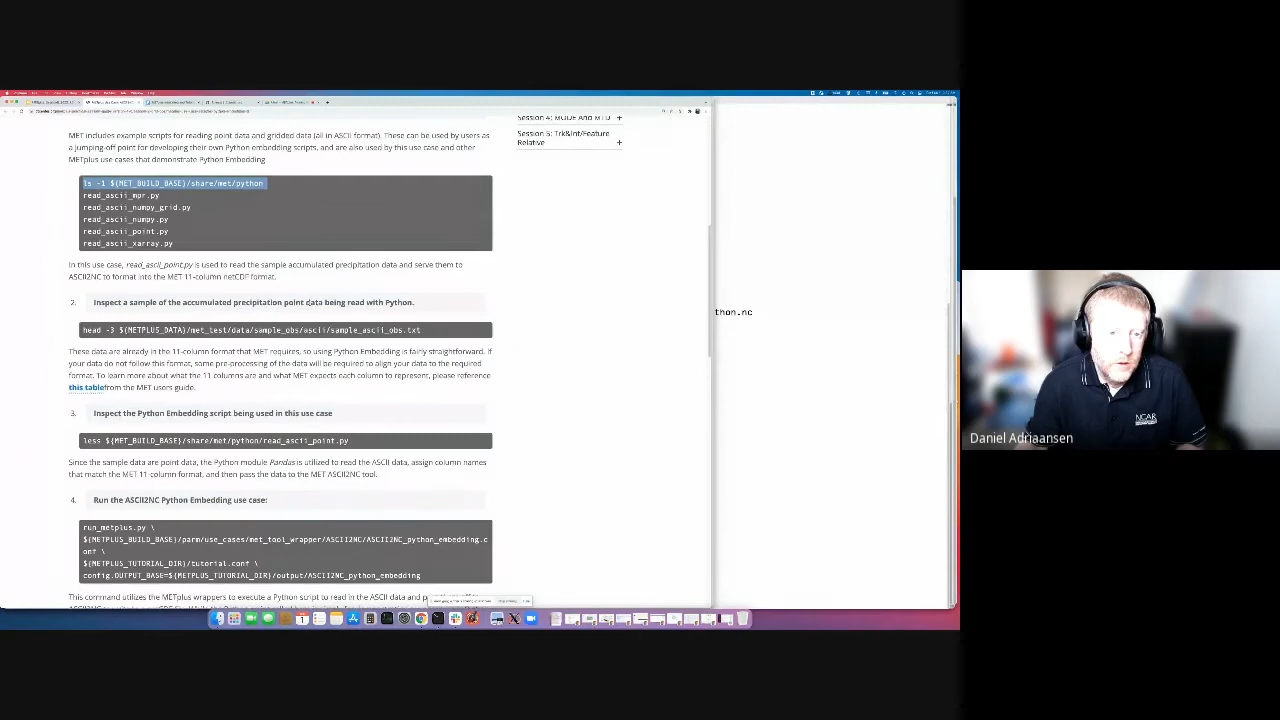 Session 4: MODE And MTD +
Session 5: Trk&Int/Feature
Relative +
MET includes example scripts for reading point data and gridded data (all in ASCII format). These can be used by users as
a jumping-off point for developing their own Python embedding scripts, and are also used by this use case and other
METplus use cases that demonstrate Python Embedding
ls -1 ${MET_BUILD_BASE}/share/met/python
read_ascii_mpr.py
read_ascii_numpy_grid.py
read_ascii_numpy.py
read_ascii_point.py
read_ascii_xarray.py
In this use case, read_ascii_point.py is used to read the sample accumulated precipitation data and serve them to
ASCII2NC to format into the MET 11-column netCDF format.
2. Inspect a sample of the accumulated precipitation point data being read with Python.
thon.nc
head -3 ${METPLUS_DATA}/met_test/data/sample_obs/ascii/sample_ascii_obs.txt
These data are already in the 11-column format that MET requires, so using Python Embedding is fairly straightforward. If
your data do not follow this format, some pre-processing of the data will be required to align your data to the required
format. To learn more about what the 11 columns are and what MET expects each column to represent, please reference
this tablefrom the MET users guide.
3. Inspect the Python Embedding script being used in this use case
less ${MET_BUILD_BASE}/share/met/python/read_ascii_point.py
Since the sample data are point data, the Python module Pandas is utilized to read the ASCII data, assign column names
that match the MET 11-column format, and then pass the data to the MET ASCII2NC tool.
4. Run the ASCII2NC Python Embedding use case:
run_metplus.py \
${METPLUS_BUILD_BASE}/parm/use_cases/met_tool_wrapper/ASCII2NC/ASCII2NC_python_embedding.c
onf \
${METPLUS_TUTORIAL_DIR}/tutorial.conf \
config.OUTPUT_BASE=${METPLUS_TUTORIAL_DIR}/output/ASCII2NC_python_embedding
This command utilizes the METplus wrappers to execute a Python script to read in the ASCII data and
NCAR
Daniel Adriaansen